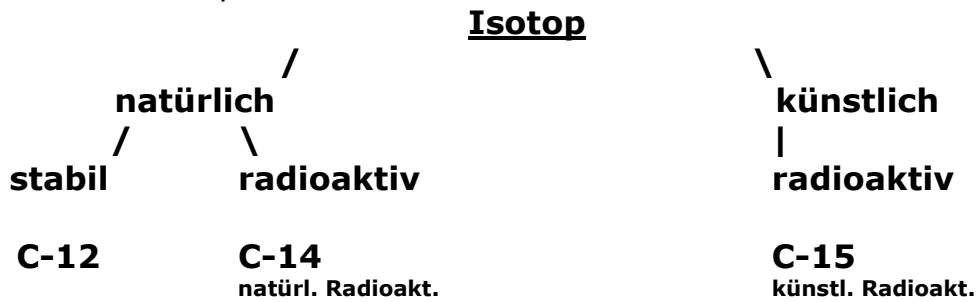 Isotop
/ \
natürlich künstlich
/ \ |
stabil radioaktiv radioaktiv
C-12 C-14 C-15
natürl. Radioakt. künstl. Radioakt.